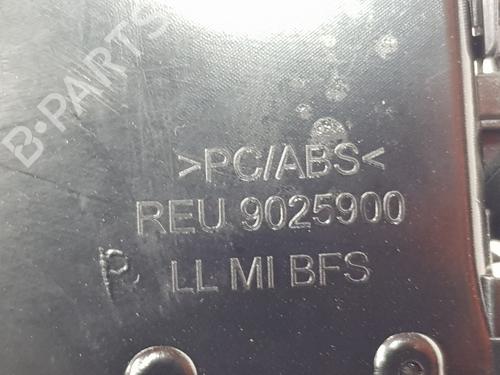 B-PARTS
>PC/ABS<
REU 9025900
P
LL MI BFS